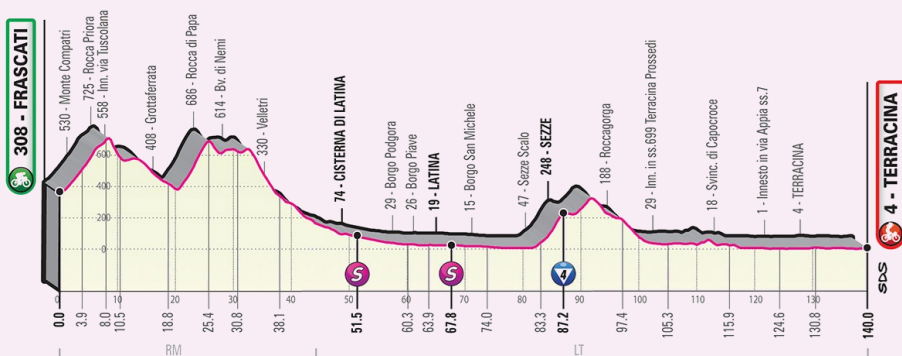 308 - FRASCATI
530 - Monte Compatri
725 - Rocca Priora
558 - Inn. via Tuscolana
408 - Grottaferrata
686 - Rocca di Papa
614 - Bv. di Nemi
330 - Velletri
74 - CISTERNA DI LATINA
29 - Borgo Podgora
26 - Borgo Piave
19 - LATINA
15 - Borgo San Michele
47 - Sezze Scalo
248 - SEZZE
188 - Roccagorga
29 - Inn. in ss.699 Terracina Prossedi
18 - Svinc. di Capocroce
1 - Innesto in via Appia ss.7
4 - TERRACINA
4 - TERRACINA
600
400
200
0
S
S
4
SDS
0 10 20 30 40 50 60 70 80 90 100 110 120 130
0.0 3.9 8.0 10.5 18.8 25.4 30.8 38.1 51.5 60.3 63.9 67.8 74.0 83.3 87.2 97.4 105.3 115.9 124.6 130.8 140.0
RM LT